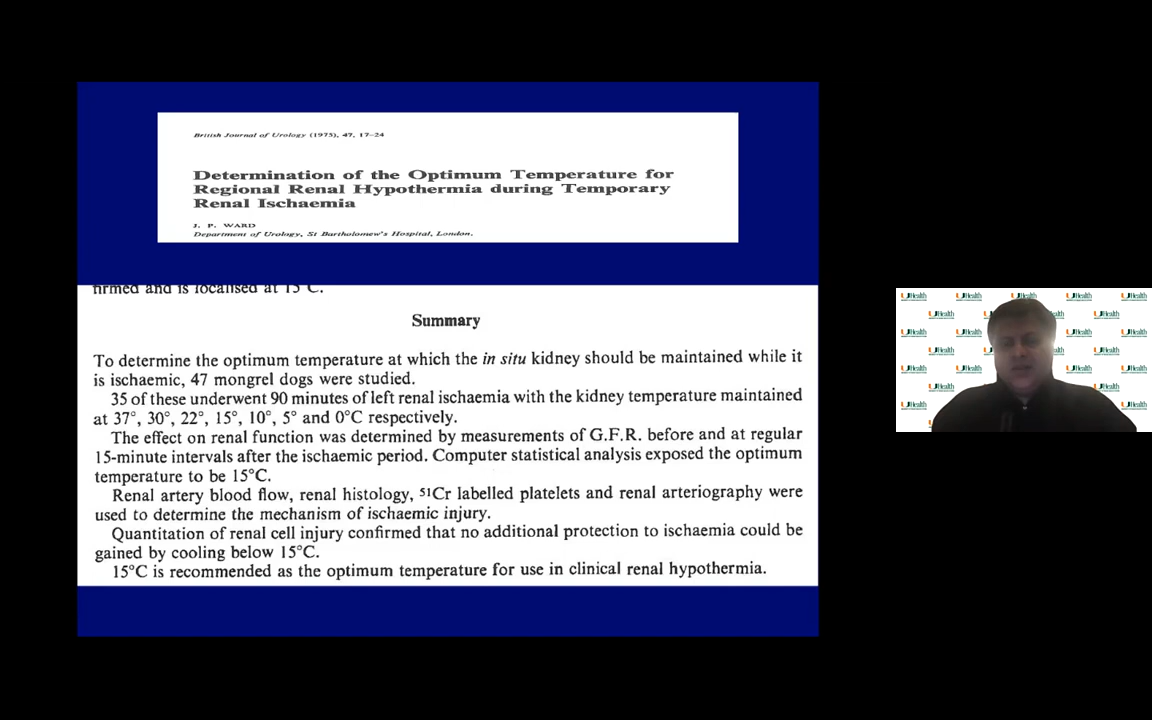 British Journal of Urology (1975), 47, 17–24
Determination of the Optimum Temperature for
Regional Renal Hypothermia during Temporary
Renal Ischaemia
J. P. WARD
Department of Urology, St Bartholomew's Hospital, London.
firmed and is localised at 15°C.
Summary
To determine the optimum temperature at which the in situ kidney should be maintained while it
is ischaemic, 47 mongrel dogs were studied.
35 of these underwent 90 minutes of left renal ischaemia with the kidney temperature maintained
at 37°, 30°, 22°, 15°, 10°, 5° and 0°C respectively.
The effect on renal function was determined by measurements of G.F.R. before and at regular
15-minute intervals after the ischaemic period. Computer statistical analysis exposed the optimum
temperature to be 15°C.
Renal artery blood flow, renal histology, ⁵¹Cr labelled platelets and renal arteriography were
used to determine the mechanism of ischaemic injury.
Quantitation of renal cell injury confirmed that no additional protection to ischaemia could be
gained by cooling below 15°C.
15°C is recommended as the optimum temperature for use in clinical renal hypothermia.
UHealth